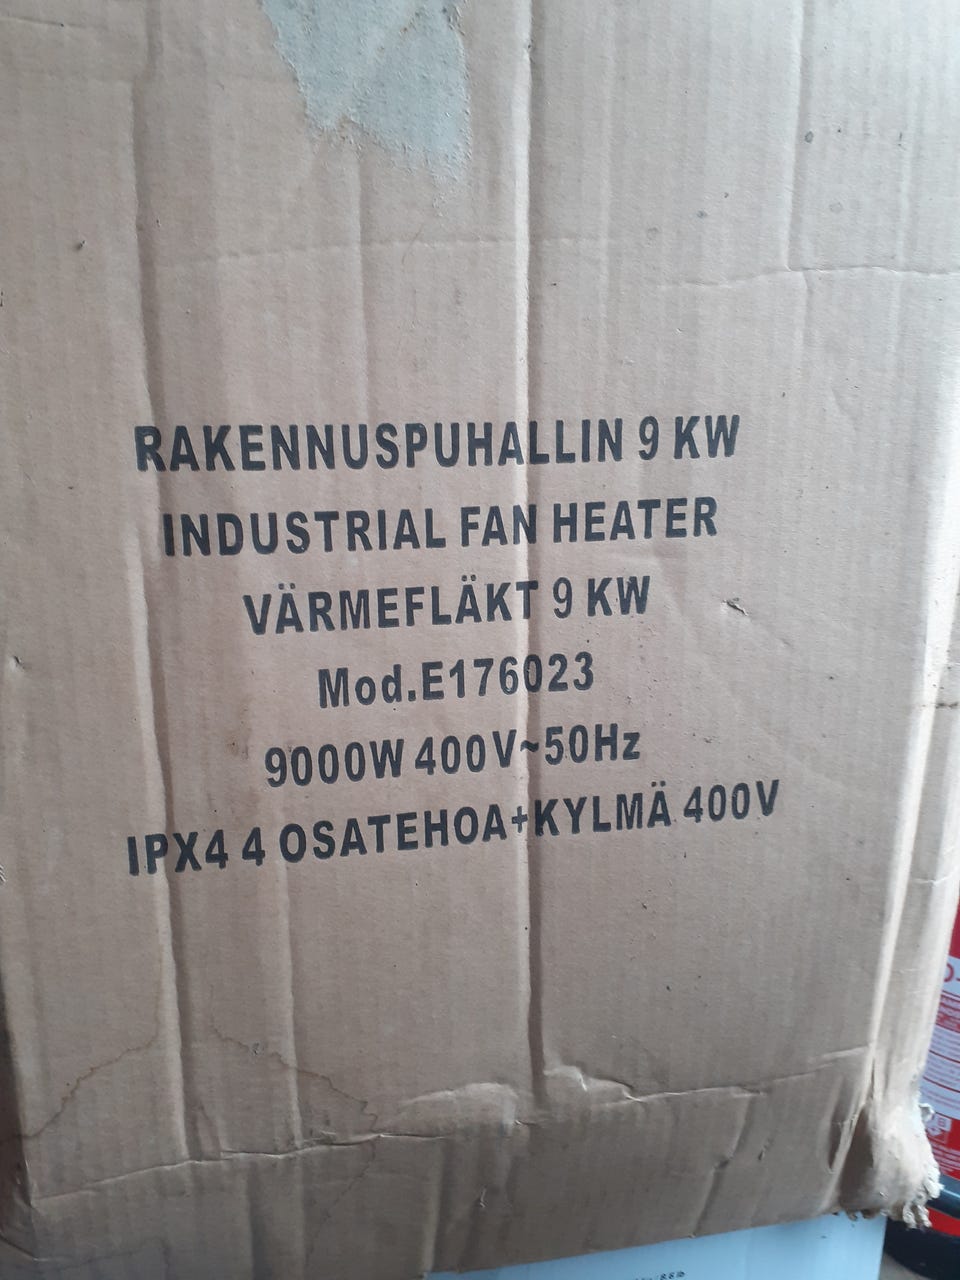 RAKENNUSPUHALLIN 9 KW
INDUSTRIAL FAN HEATER
VÄRMEFLÄKT 9 KW
Mod.E176023
9000W 400V~50Hz
IPX4 4 OSATEHOA+KYLMÄ 400V